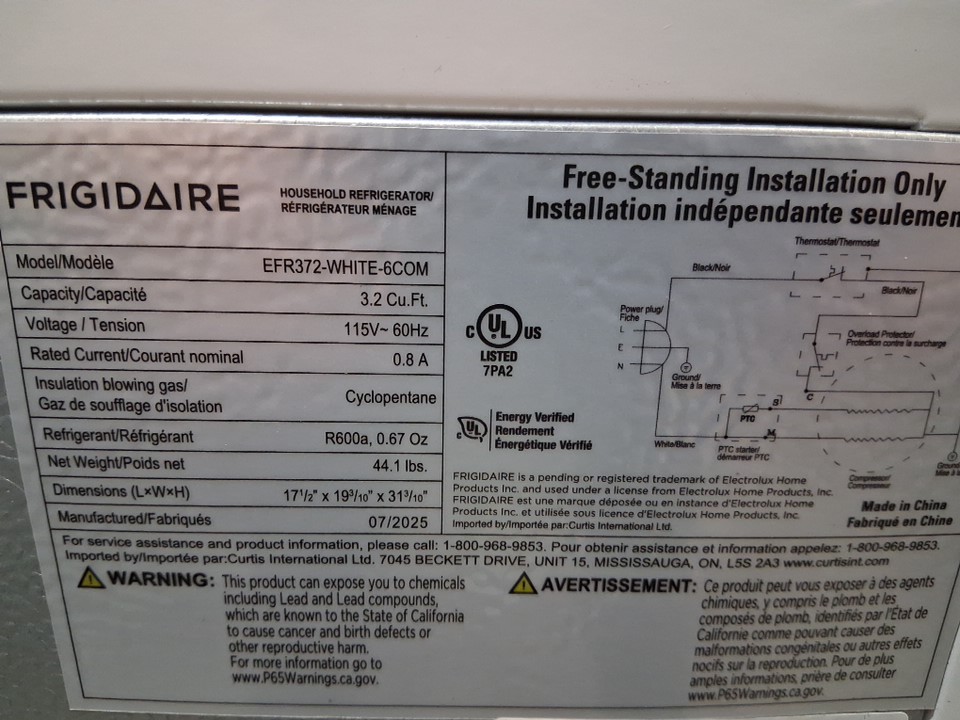 FRIGIDAIRE
HOUSEHOLD REFRIGERATOR/
RÉFRIGÉRATEUR MÉNAGE
Model/Modèle EFR372-WHITE-6COM
Capacity/Capacité 3.2 Cu.Ft.
Voltage / Tension 115V~ 60Hz
Rated Current/Courant nominal 0.8 A
Insulation blowing gas/
Gaz de soufflage d'isolation Cyclopentane
Refrigerant/Réfrigérant R600a, 0.67 Oz
Net Weight/Poids net 44.1 lbs.
Dimensions (L×W×H) 17 1/2" x 19 3/10" x 31 3/10"
Manufactured/Fabriqués 07/2025
Free-Standing Installation Only
Installation indépendante seulemen
Thermostat/Thermostat
Black/Noir
Black/Noir
Power plug/
Fiche
L
E
N
Ground/
Mise à la terre
Overload Protector/
Protection contre la surcharge
C
S
PTC
M
White/Blanc
PTC starter/
démarreur PTC
Compressor/
Compresseur
Ground/
Mise à la
C UL US
LISTED
7PA2
C UL
Energy Verified
Rendement
Énergétique Vérifié
FRIGIDAIRE is a pending or registered trademark of Electrolux Home
Products Inc. and used under a license from Electrolux Home Products, Inc.
FRIGIDAIRE est une marque déposée ou en instance d'Electrolux Home
Products Inc. et utilisée sous licence d'Electrolux Home Products, Inc.
Imported by/Importée par:Curtis International Ltd.
Made in China
Fabriqué en Chine
For service assistance and product information, please call: 1-800-968-9853. Pour obtenir assistance et information appelez: 1-800-968-9853.
Imported by/Importée par:Curtis International Ltd. 7045 BECKETT DRIVE, UNIT 15, MISSISSAUGA, ON, L5S 2A3 www.curtisint.com
WARNING: This product can expose you to chemicals
including Lead and Lead compounds,
which are known to the State of California
to cause cancer and birth defects or
other reproductive harm.
For more information go to
www.P65Warnings.ca.gov.
AVERTISSEMENT: Ce produit peut vous exposer à des agents
chimiques, y compris le plomb et les
composés de plomb, identifiés par l'État de
Californie comme pouvant causer des
malformations congénitales ou autres effets
nocifs sur la reproduction. Pour de plus
amples informations, prière de consulter
www.P65Warnings.ca.gov.